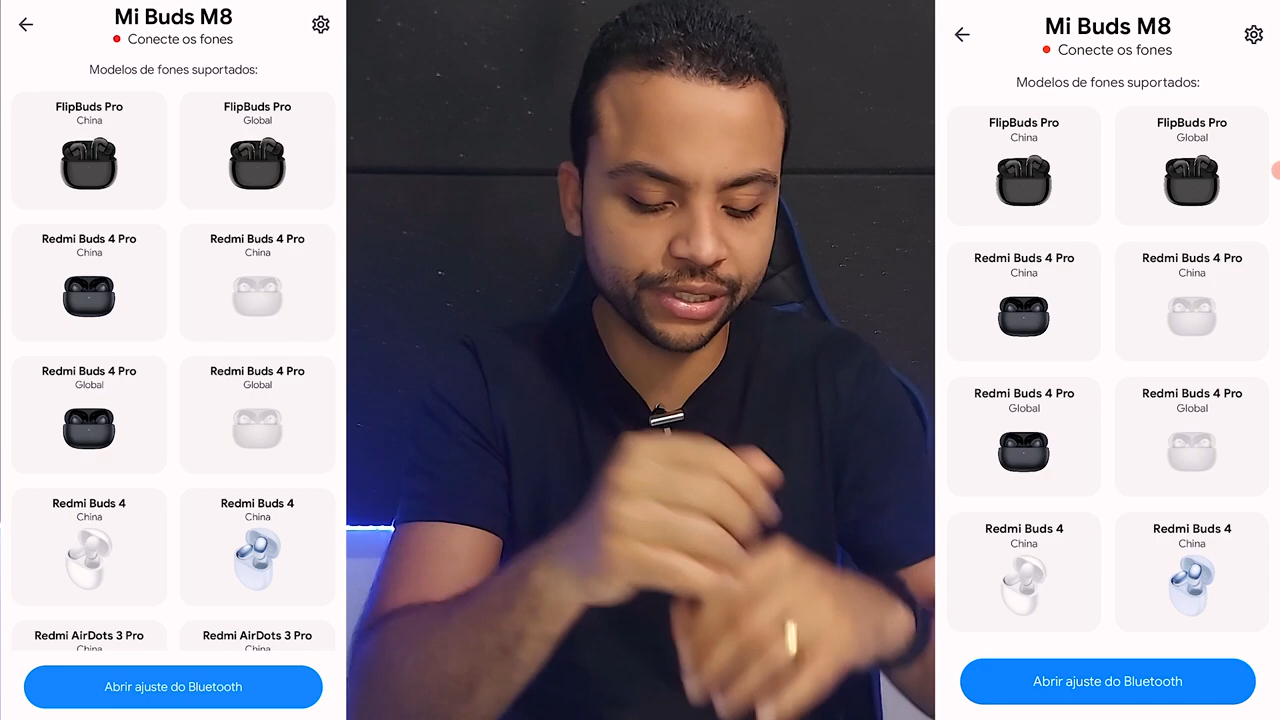 Mi Buds M8
Conecte os fones
Modelos de fones suportados:
FlipBuds Pro
China
FlipBuds Pro
Global
Redmi Buds 4 Pro
China
Redmi Buds 4 Pro
China
Redmi Buds 4 Pro
Global
Redmi Buds 4 Pro
Global
Redmi Buds 4
China
Redmi Buds 4
China
Redmi AirDots 3 Pro
China
Redmi AirDots 3 Pro
China
Abrir ajuste do Bluetooth
Mi Buds M8
Conecte os fones
Modelos de fones suportados:
FlipBuds Pro
China
FlipBuds Pro
Global
Redmi Buds 4 Pro
China
Redmi Buds 4 Pro
China
Redmi Buds 4 Pro
Global
Redmi Buds 4 Pro
Global
Redmi Buds 4
China
Redmi Buds 4
China
Abrir ajuste do Bluetooth